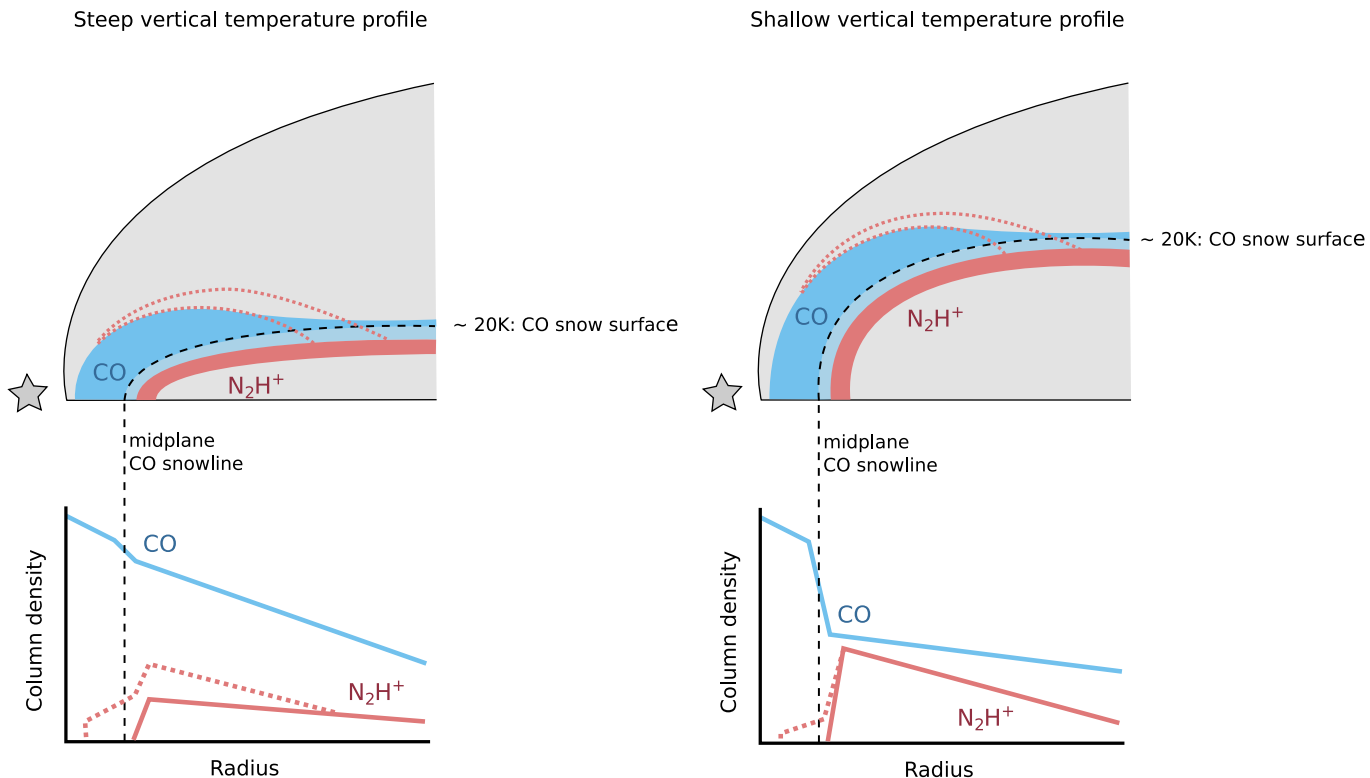 Steep vertical temperature profile
CO
N₂H⁺
~ 20K: CO snow surface
midplane
CO snowline
CO
N₂H⁺
Column density
Radius
Shallow vertical temperature profile
CO
N₂H⁺
~ 20K: CO snow surface
midplane
CO snowline
CO
N₂H⁺
Column density
Radius